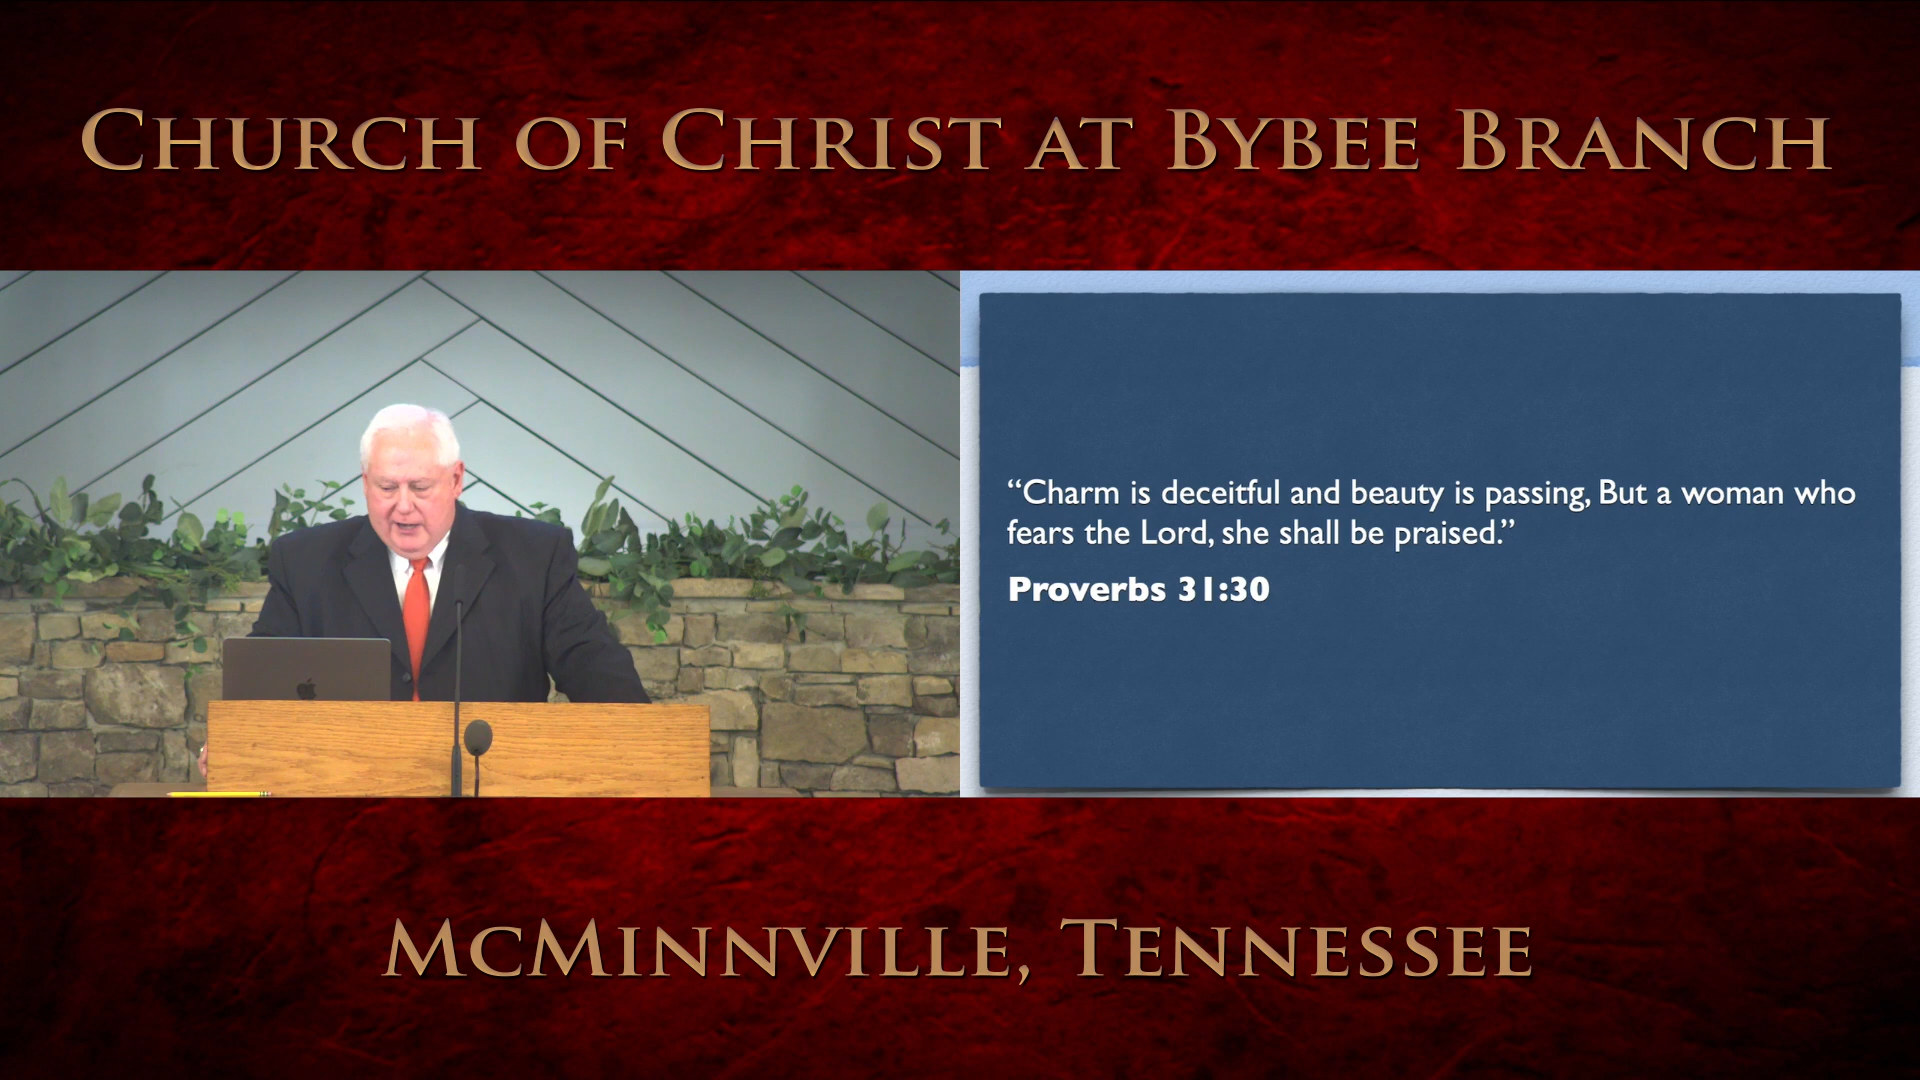 Church of Christ at Bybee Branch
“Charm is deceitful and beauty is passing, But a woman who
fears the Lord, she shall be praised.”
Proverbs 31:30
McMinnville, Tennessee